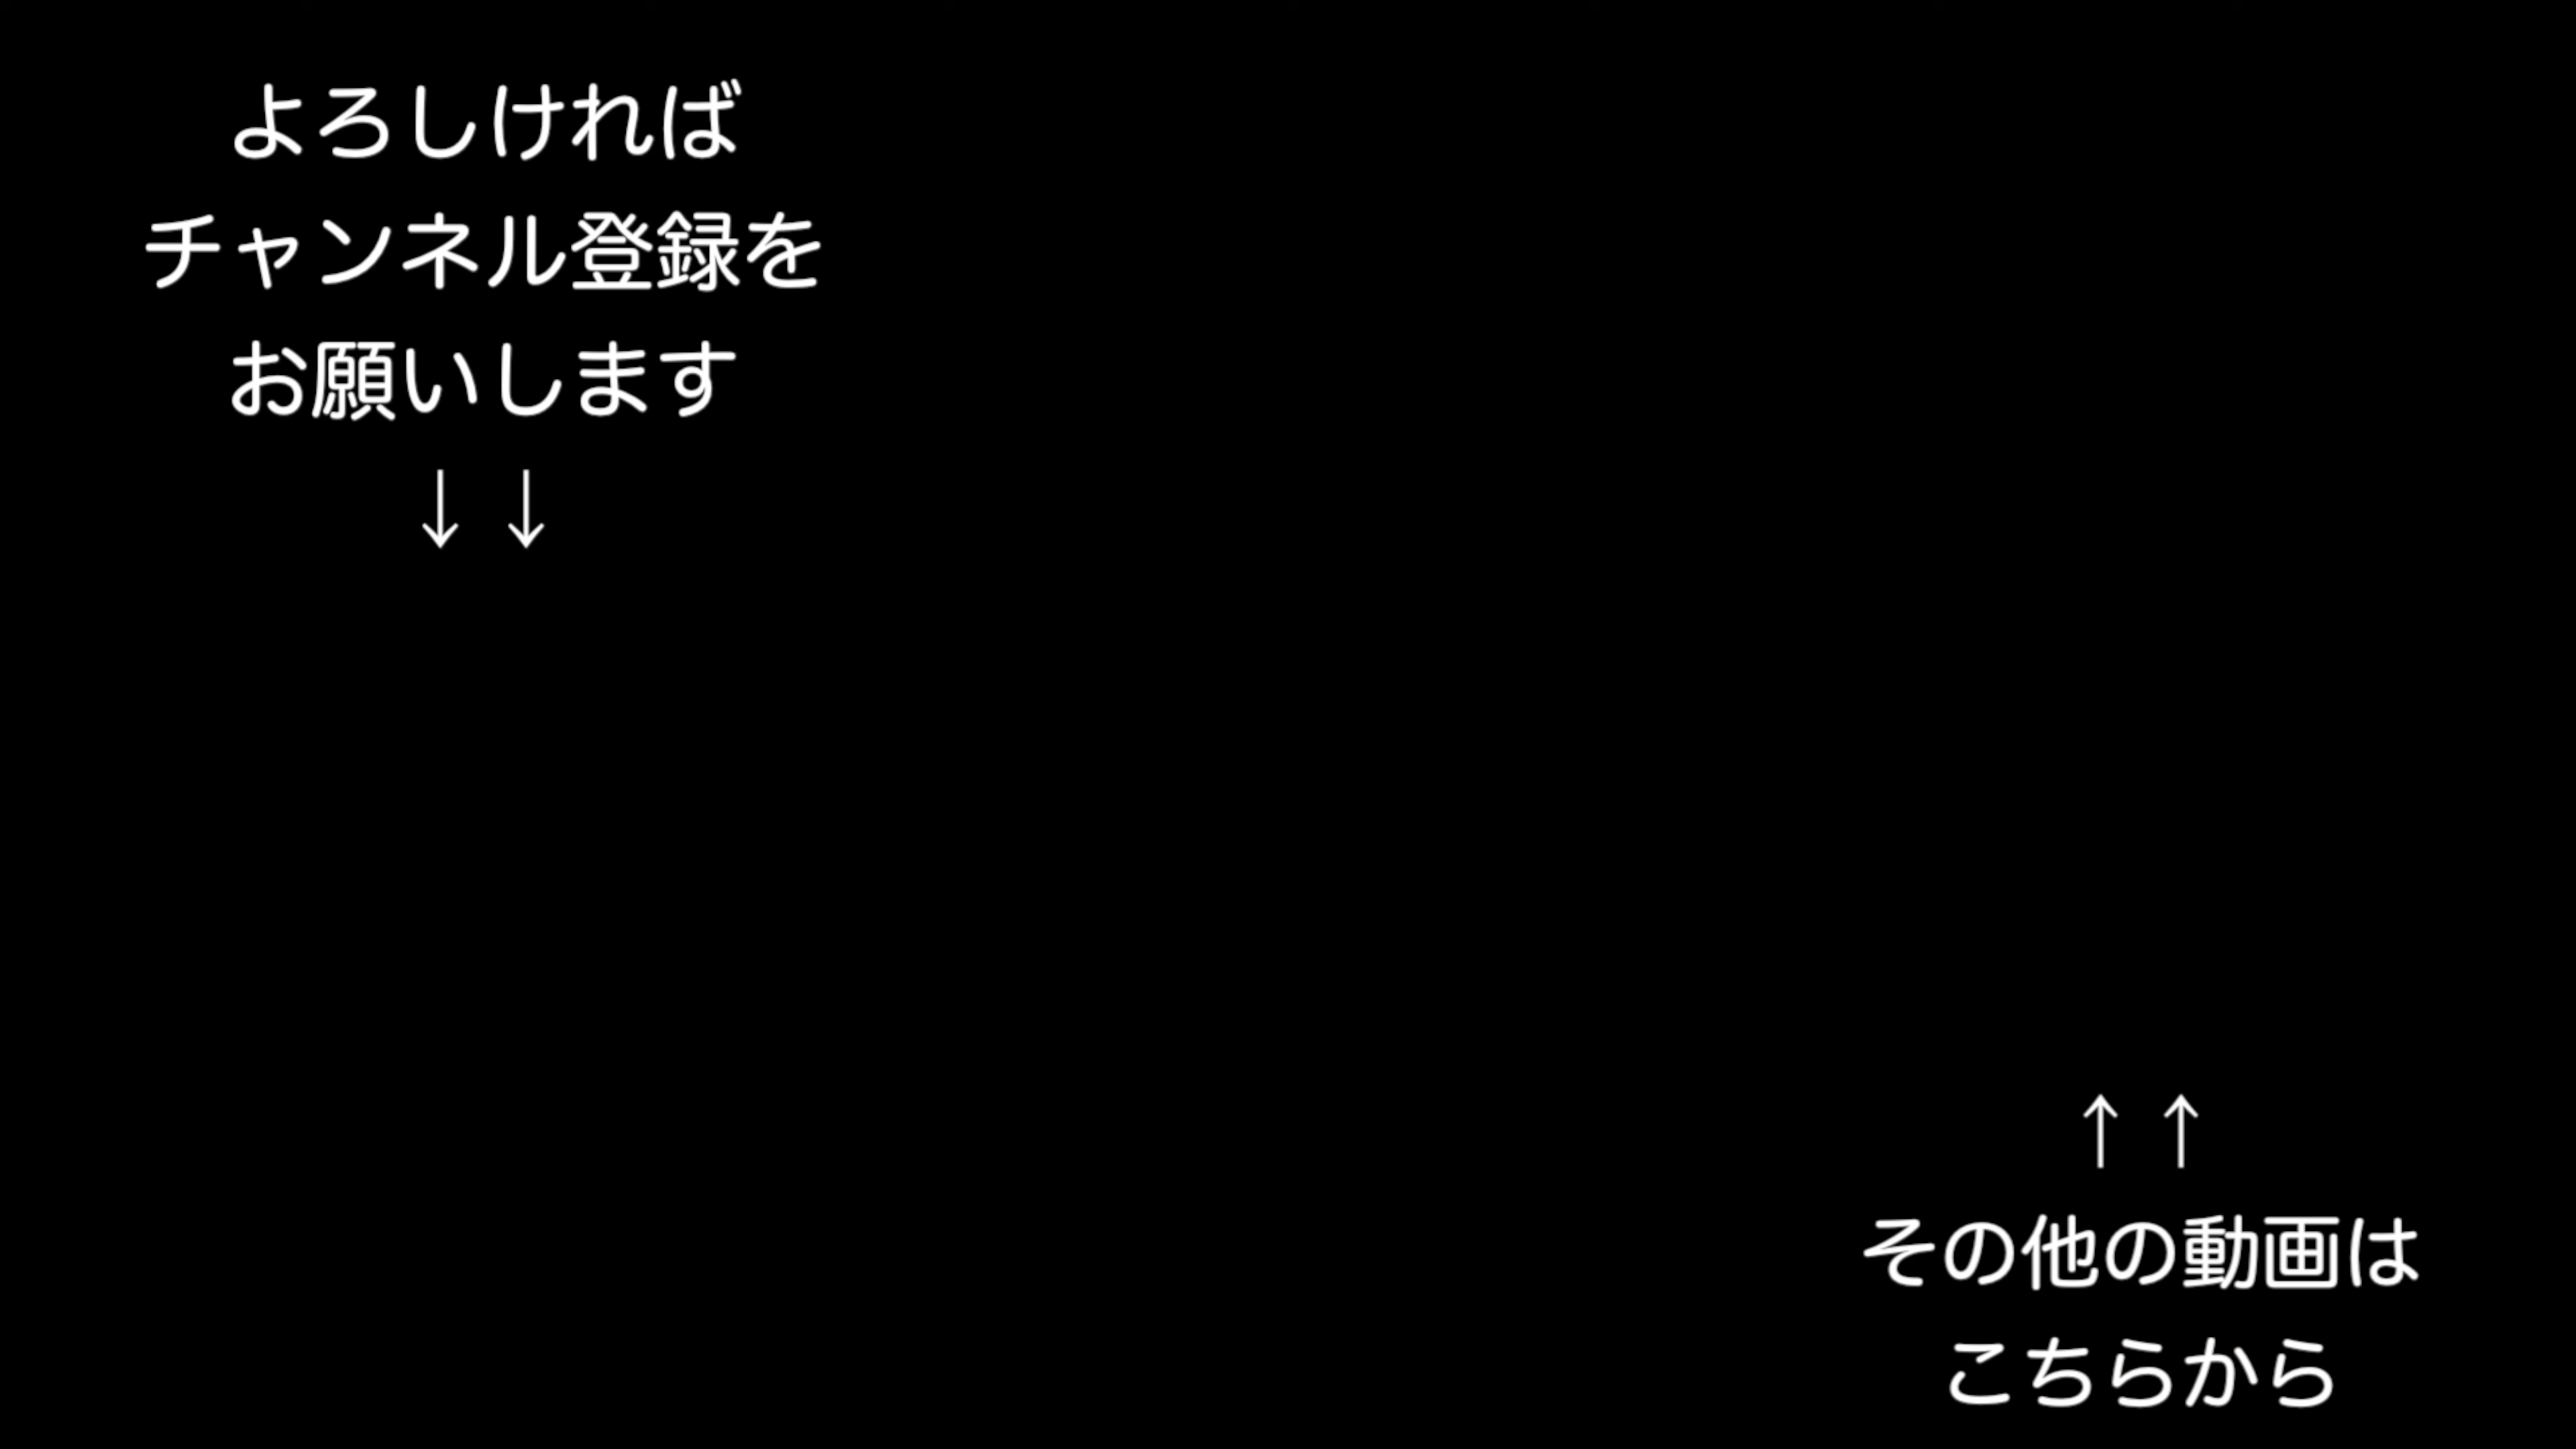 よろしければ
チャンネル登録を
お願いします
↓ ↓
↑ ↑
その他の動画は
こちらから